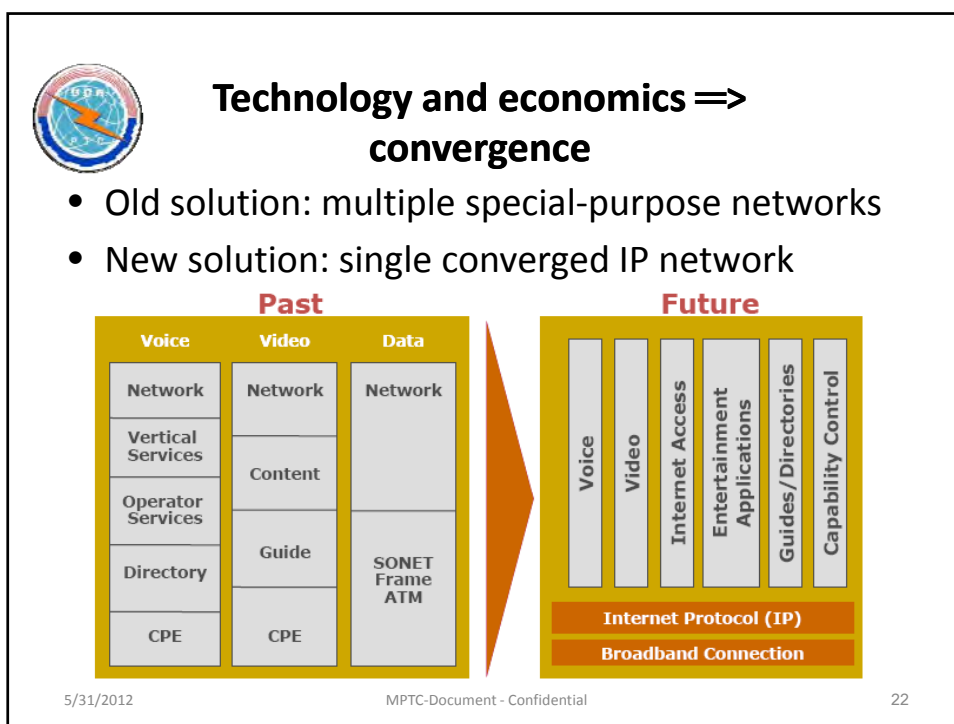 Technology and economics ==>
convergence
• Old solution: multiple special-purpose networks
• New solution: single converged IP network
Past
Voice
Video
Data
Network
Vertical
Services
Operator
Services
Directory
CPE
Network
Content
Guide
CPE
Network
SONET
Frame
ATM
Future
Voice
Video
Internet Access
Entertainment
Applications
Guides/Directories
Capability Control
Internet Protocol (IP)
Broadband Connection
5/31/2012
MPTC-Document - Confidential
22